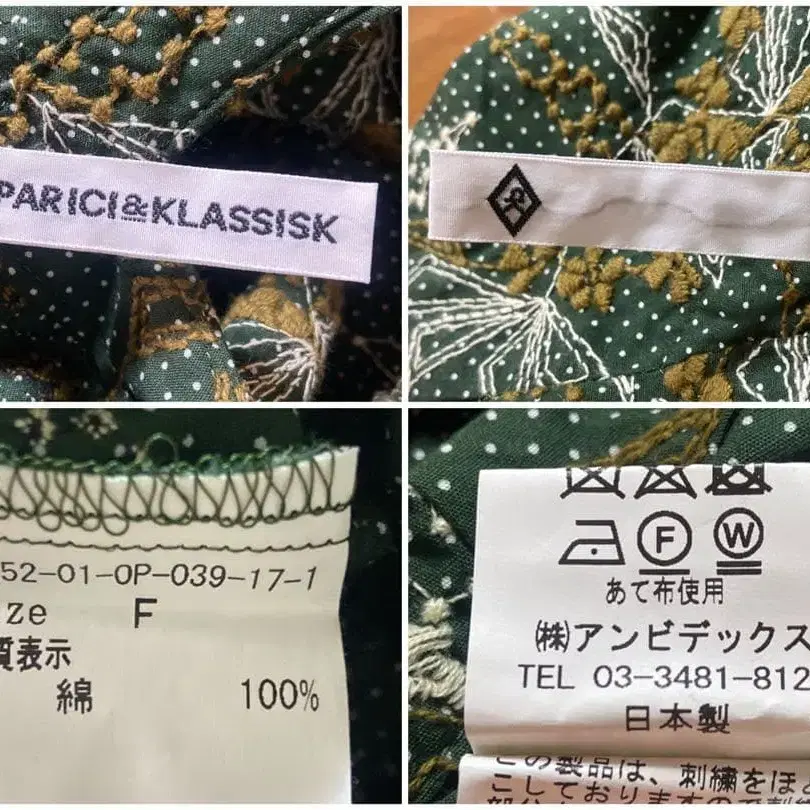 PARICI&KLASSISK
52-01-OP-039-17-1
ze F
質表示
綿 100%
F W
あて布使用
㈱アンビデックス
TEL 03-3481-812
日本製
この製品は、刺繍をほ
こしております